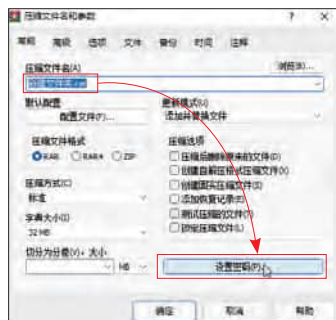 压缩文件名和参数 ? ×
常规 高级 选项 文件 备份 时间 注释
压缩文件名(A) 浏览(B)...
默认配置 更新模式(U)
配置文件(F)... 添加并替换文件
压缩文件格式 压缩选项
RAR RAR4 ZIP 压缩后删除原来的文件(D)
创建自解压格式压缩文件(X)
压缩方式(C) 创建固实压缩文件(S)
标准 添加恢复记录(E)
字典大小(I) 测试压缩的文件(T)
32 MB 锁定压缩文件(L)
切分为分卷(V), 大小
MB 设置密码(P)...
确定 取消 帮助